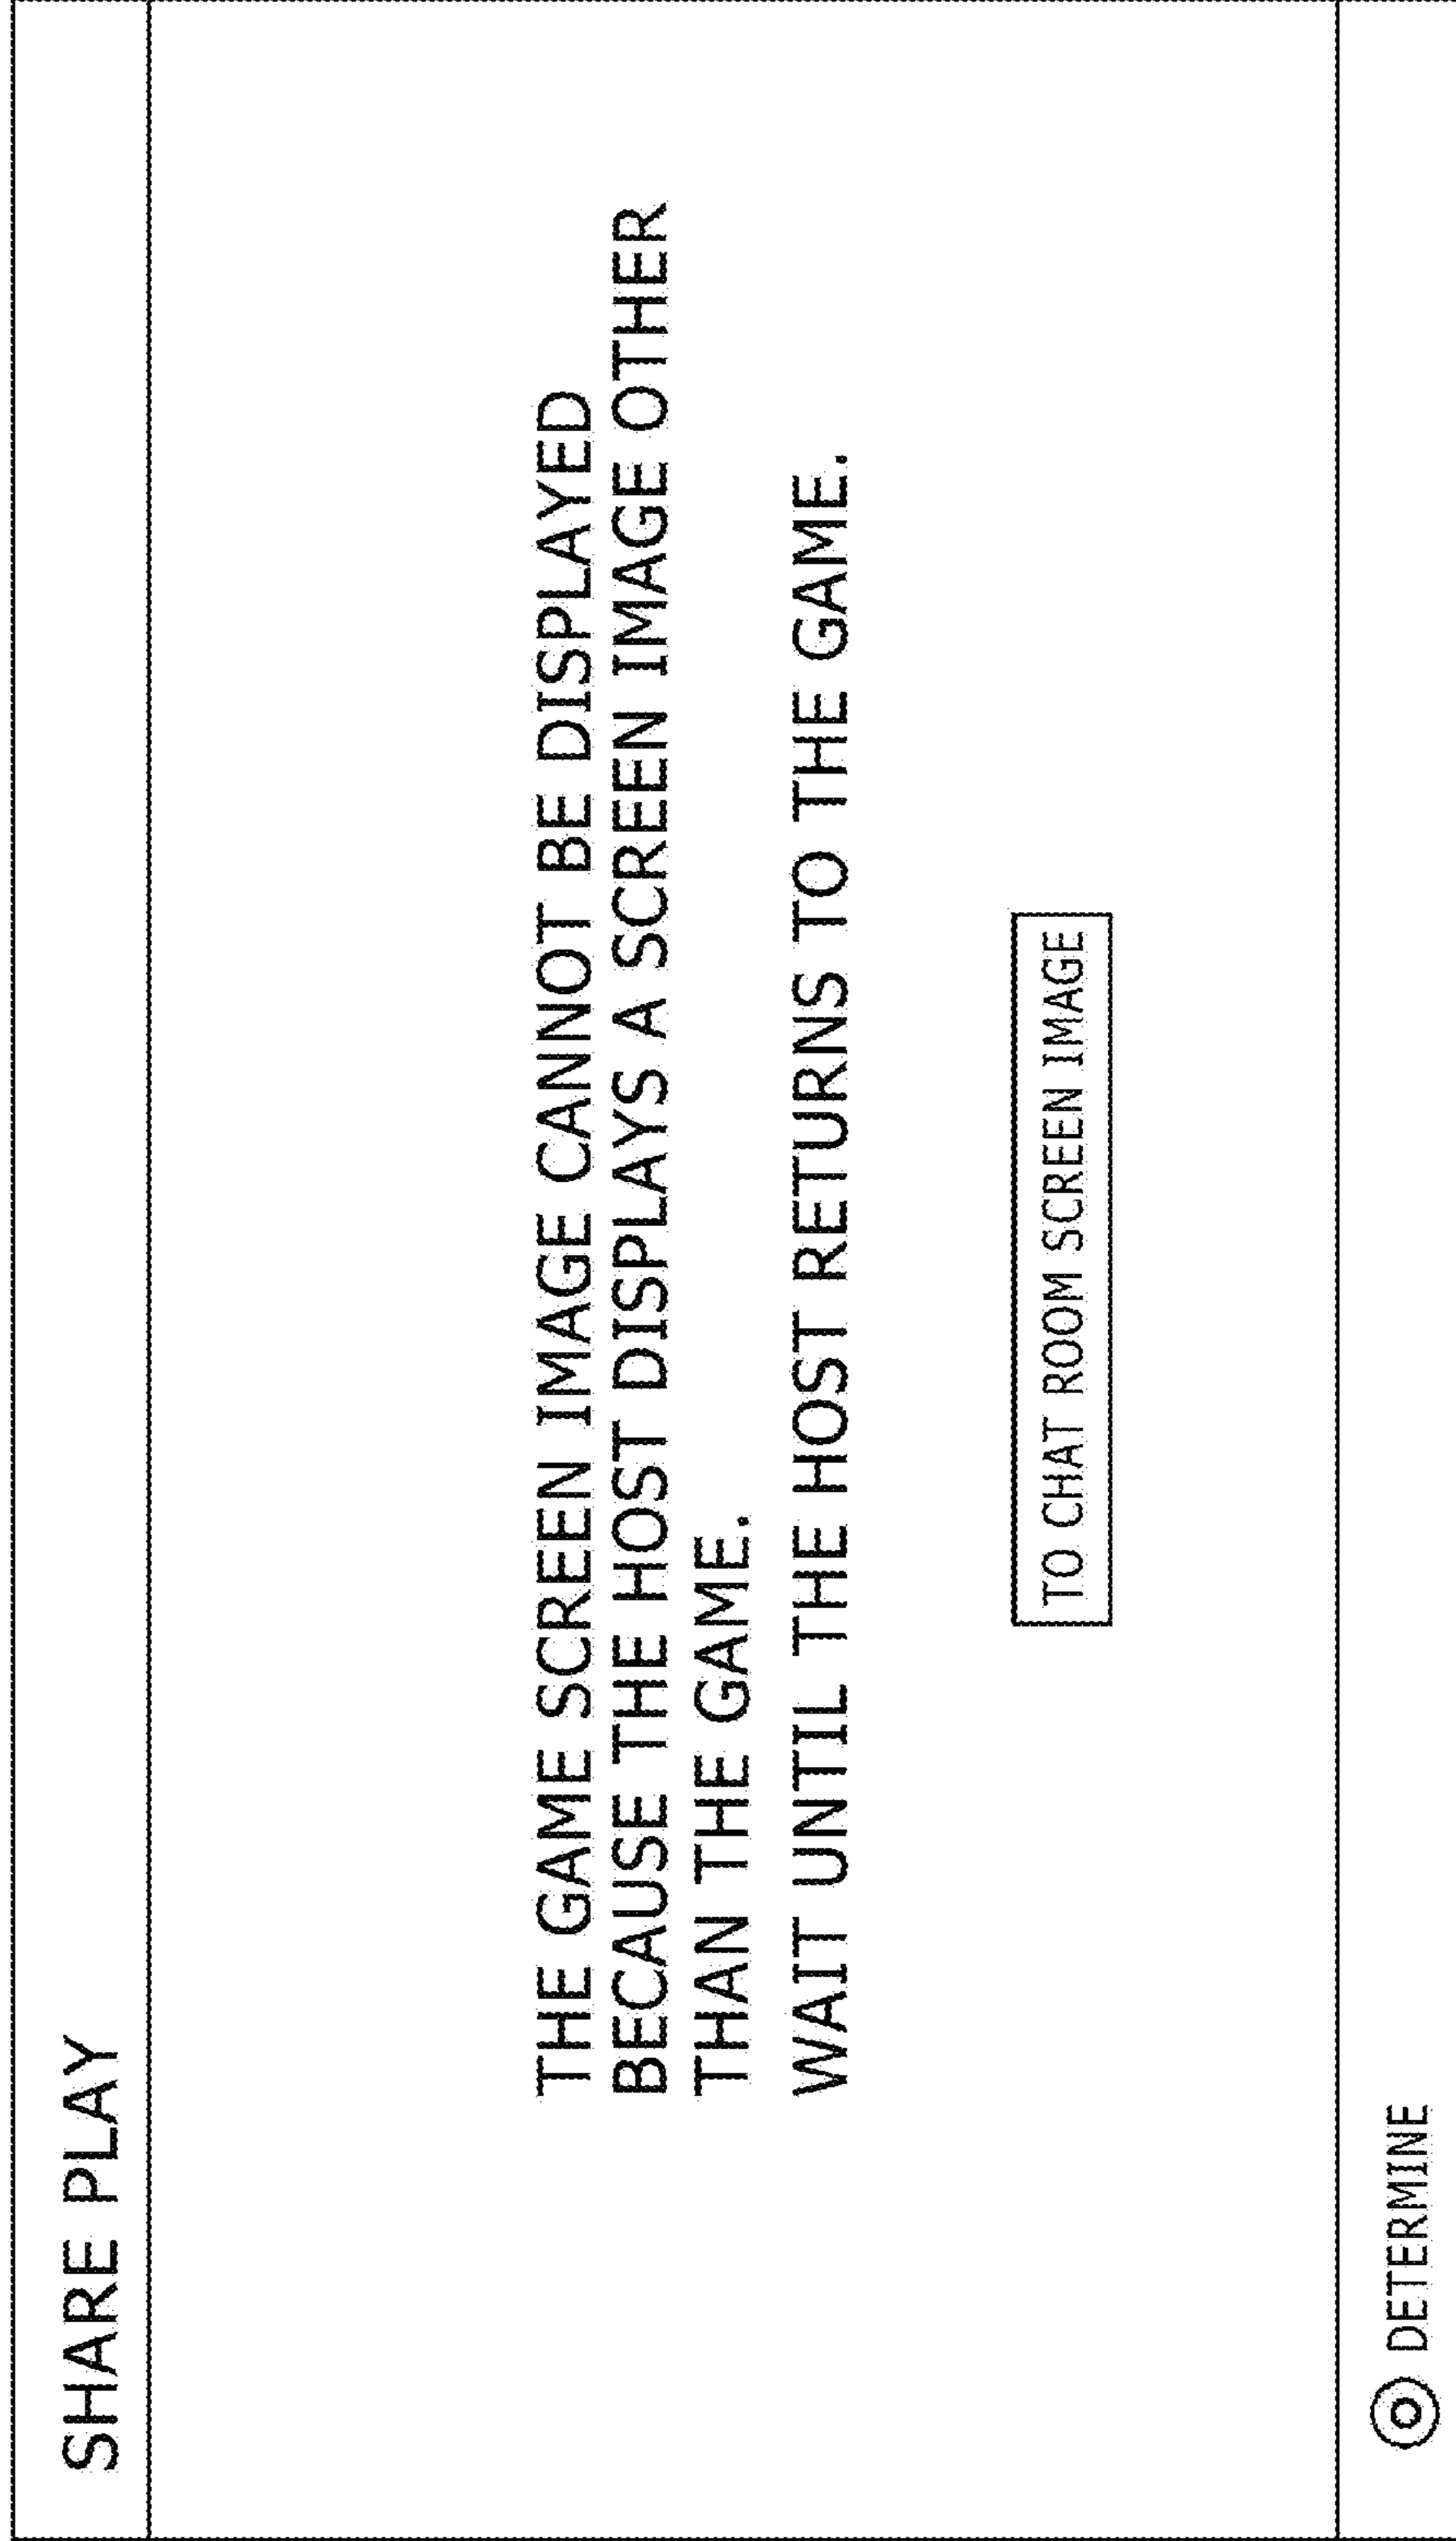 SHARE PLAY
THE GAME SCREEN IMAGE CANNOT BE DISPLAYED
BECAUSE THE HOST DISPLAYS A SCREEN IMAGE OTHER
THAN THE GAME.
WAIT UNTIL THE HOST RETURNS TO THE GAME.
TO CHAT ROOM SCREEN IMAGE
DETERMINE